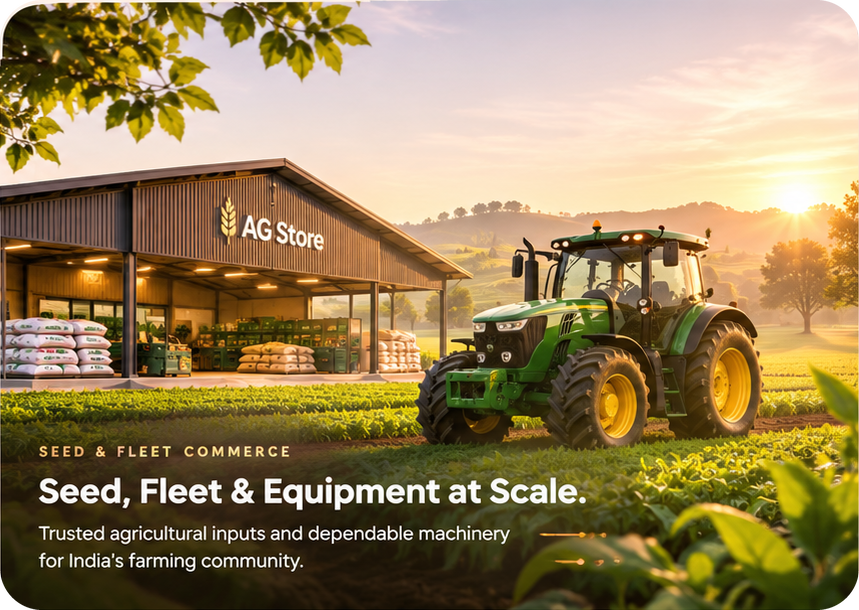 AG Store
SEED & FLEET COMMERCE
Seed, Fleet & Equipment at Scale.
Trusted agricultural inputs and dependable machinery
for India's farming community.